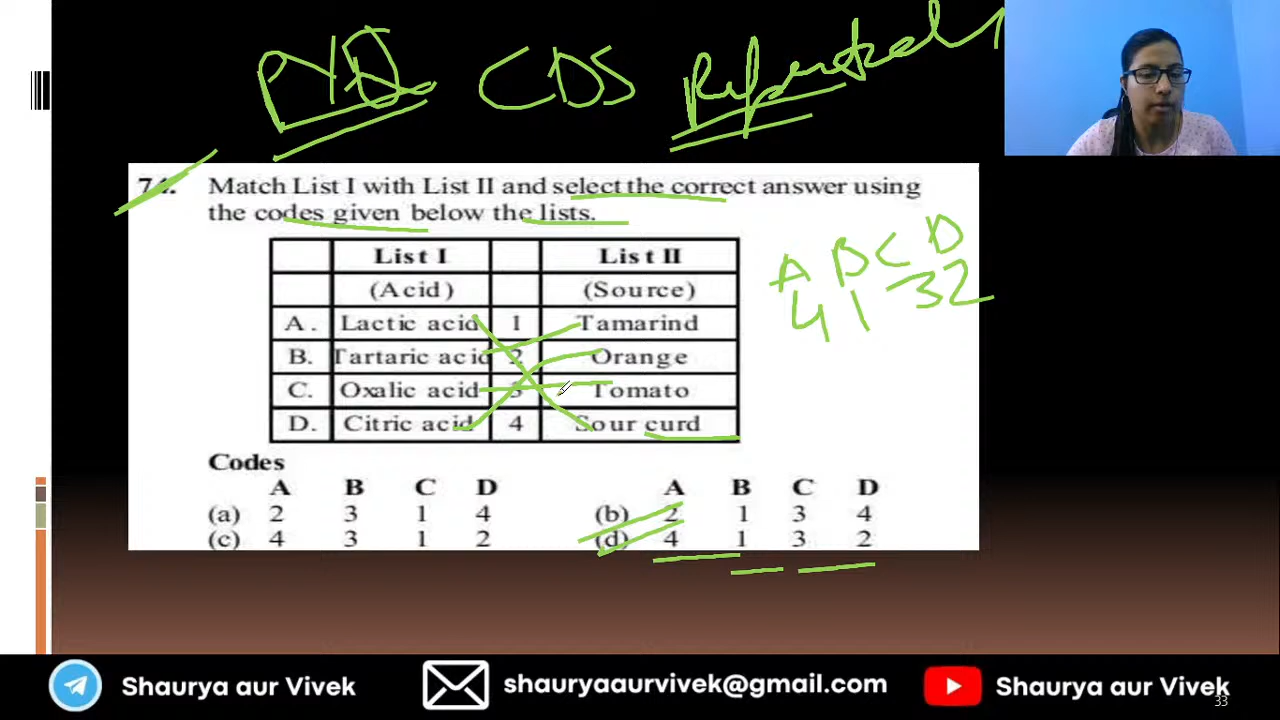 PYQ CDS Repeated
74. Match List I with List II and select the correct answer using
the codes given below the lists.
List I List II
(Acid) (Source)
A. Lactic acid 1 Tamarind
B. Tartaric acid 2 Orange
C. Oxalic acid 3 Tomato
D. Citric acid 4 Sour curd
A B C D
4 1 3 2
Codes
A B C D A B C D
(a) 2 3 1 4 (b) 2 1 3 4
(c) 4 3 1 2 (d) 4 1 3 2
Shaurya aur Vivek shauryaaurvivek@gmail.com Shaurya aur Vivek
33